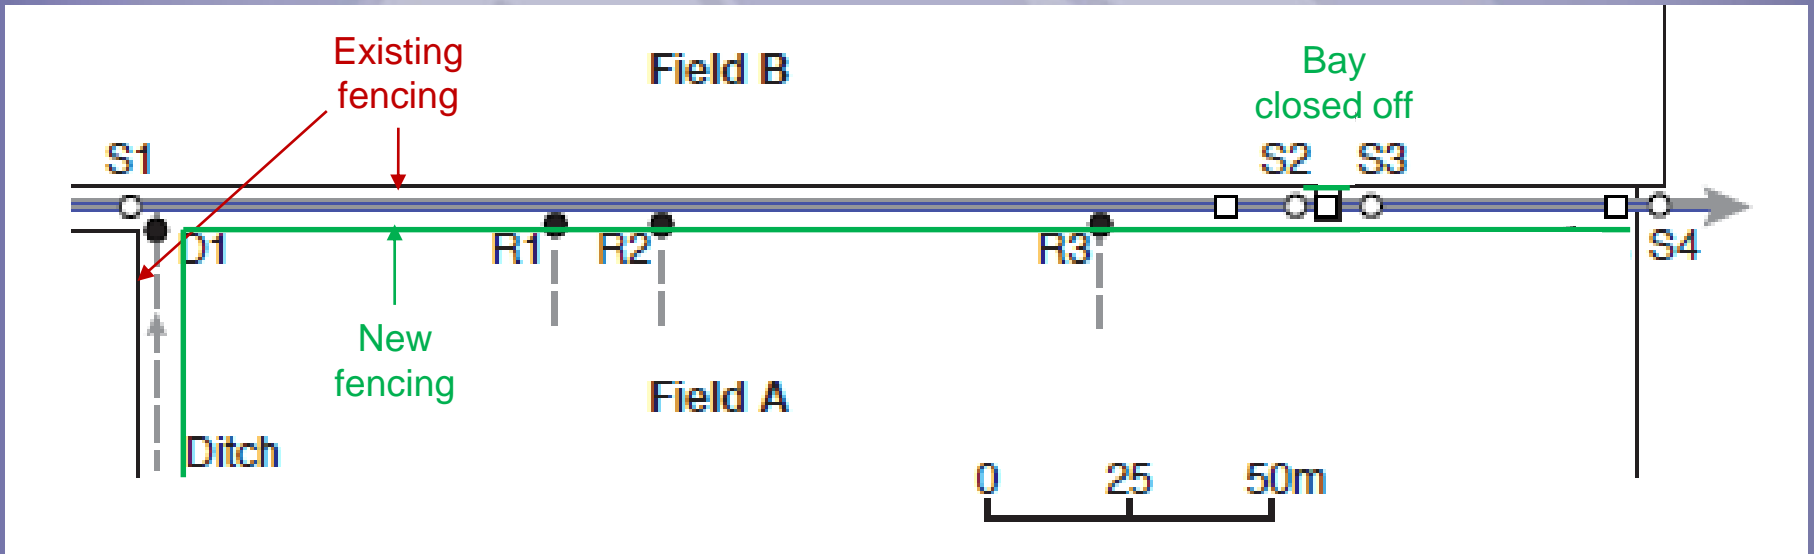 Existing
fencing
Field B
Bay
closed off
S1
S2
S3
D1
R1
R2
R3
S4
New
fencing
Field A
Ditch
0
25
50m